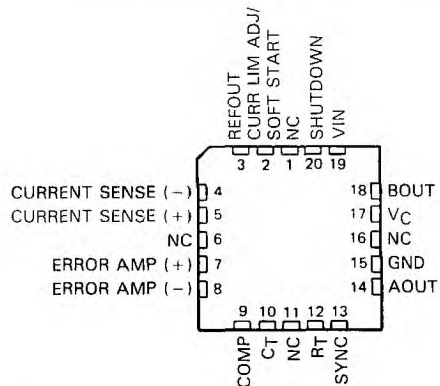 REFOUT
CURR LIM ADJ/
SOFT START
NC
SHUTDOWN
VIN
3 2 1 20 19
CURRENT SENSE (−) 4
CURRENT SENSE (+) 5
NC 6
ERROR AMP (+) 7
ERROR AMP (−) 8
18 BOUT
17 VC
16 NC
15 GND
14 AOUT
9 10 11 12 13
COMP
CT
NC
RT
SYNC